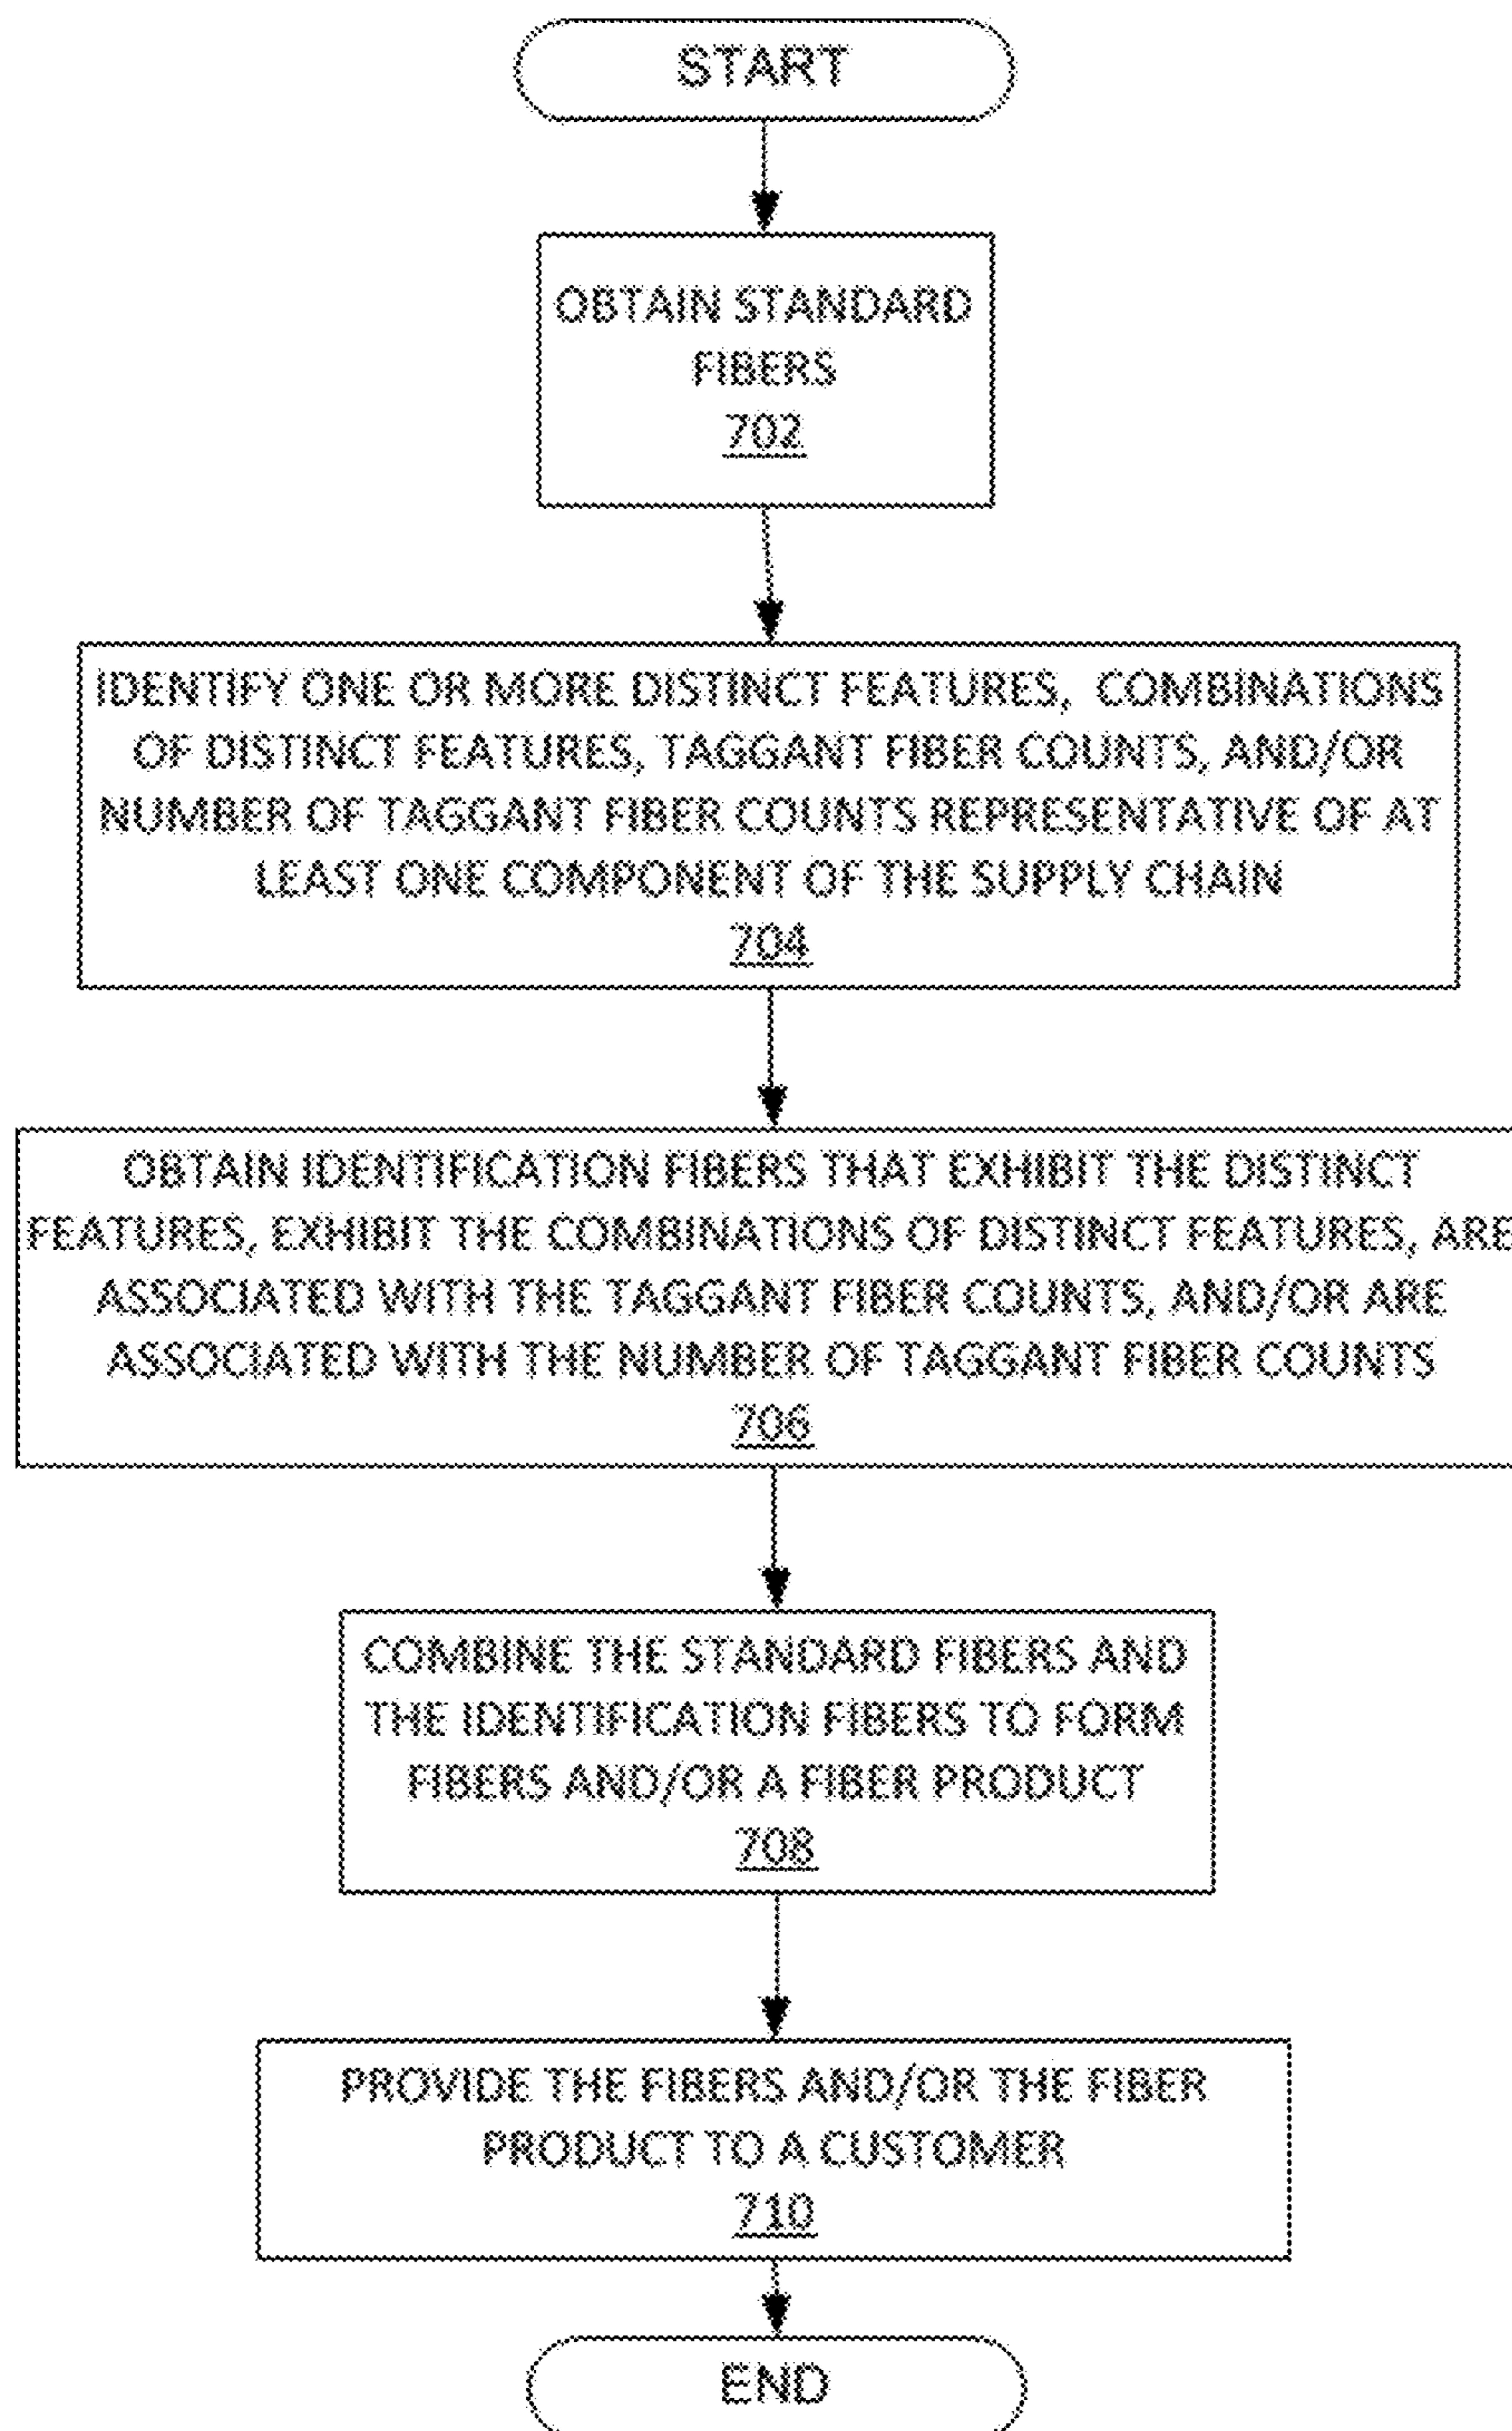 START
OBTAIN STANDARD
FIBERS
702
IDENTIFY ONE OR MORE DISTINCT FEATURES, COMBINATIONS
OF DISTINCT FEATURES, TAGGANT FIBER COUNTS, AND/OR
NUMBER OF TAGGANT FIBER COUNTS REPRESENTATIVE OF AT
LEAST ONE COMPONENT OF THE SUPPLY CHAIN
704
OBTAIN IDENTIFICATION FIBERS THAT EXHIBIT THE DISTINCT
FEATURES, EXHIBIT THE COMBINATIONS OF DISTINCT FEATURES, ARE
ASSOCIATED WITH THE TAGGANT FIBER COUNTS, AND/OR ARE
ASSOCIATED WITH THE NUMBER OF TAGGANT FIBER COUNTS
706
COMBINE THE STANDARD FIBERS AND
THE IDENTIFICATION FIBERS TO FORM
FIBERS AND/OR A FIBER PRODUCT
708
PROVIDE THE FIBERS AND/OR THE FIBER
PRODUCT TO A CUSTOMER
710
END